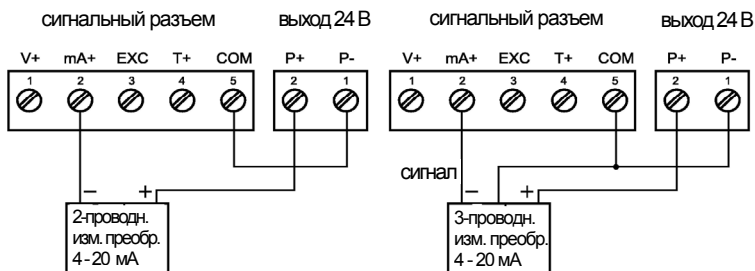 сигнальный разъем
выход 24 В
V+ mA+ EXC T+ COM
P+ P-
1 2 3 4 5
2 1
− +
2-проводн.
изм. преобр.
4 - 20 мА
сигнальный разъем
выход 24 В
V+ mA+ EXC T+ COM
P+ P-
1 2 3 4 5
2 1
сигнал
− +
3-проводн.
изм. преобр.
4 - 20 мА